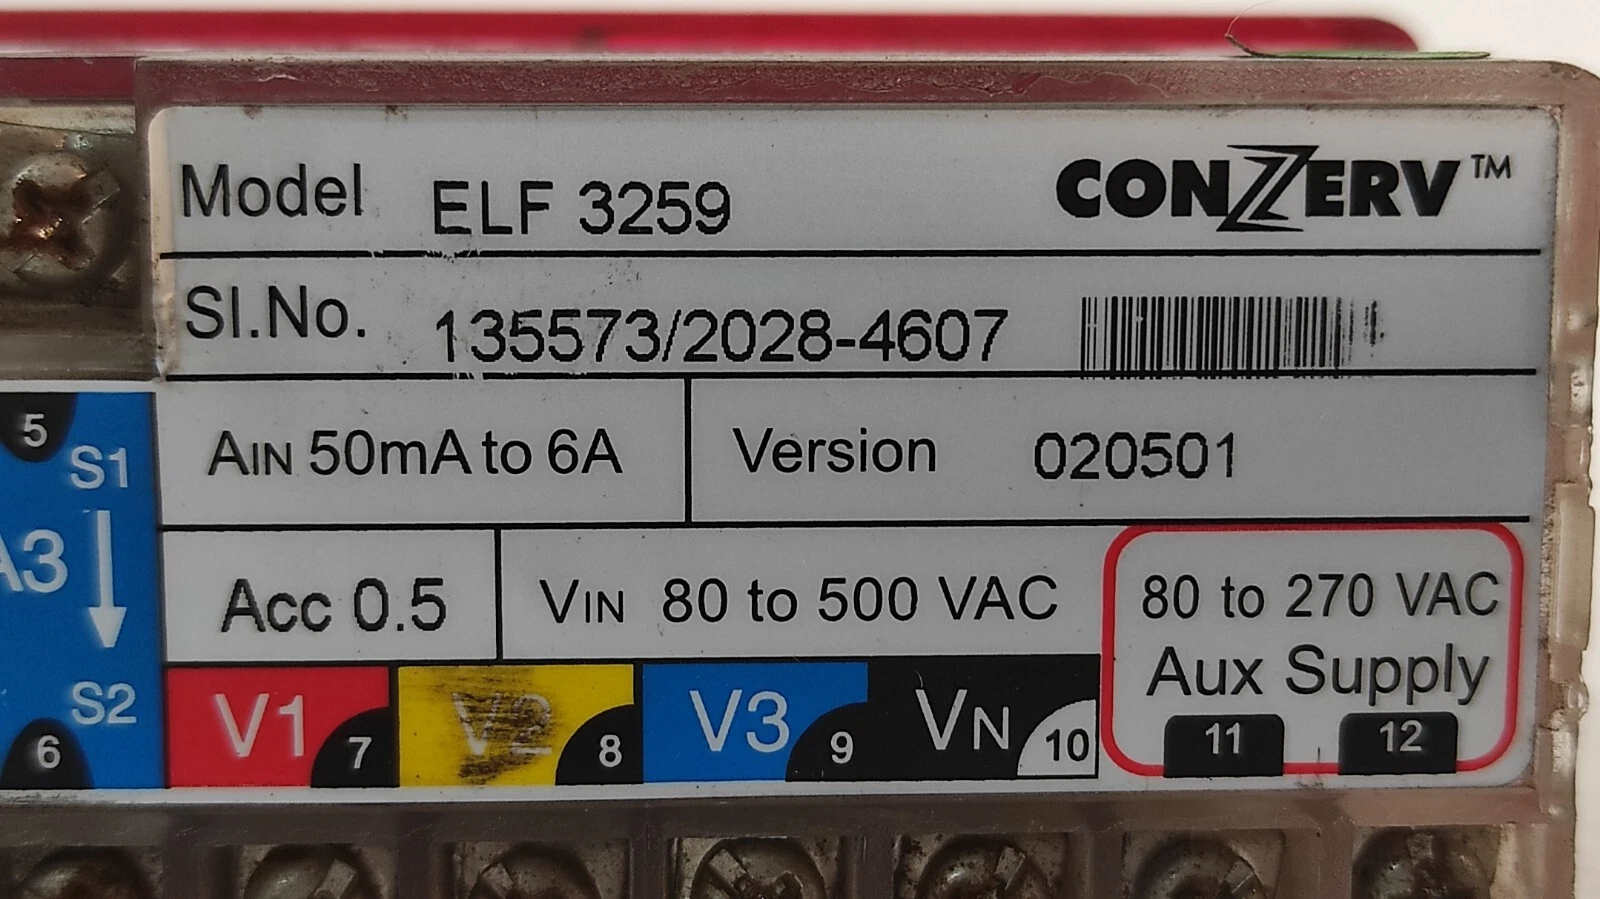 Model ELF 3259 CONZERV™
Sl.No. 135573/2028-4607
AIN 50mA to 6A Version 020501
Acc 0.5 VIN 80 to 500 VAC 80 to 270 VAC
Aux Supply
5 S1
A3
S2
6
V1 7 V2 8 V3 9 VN 10 11 12